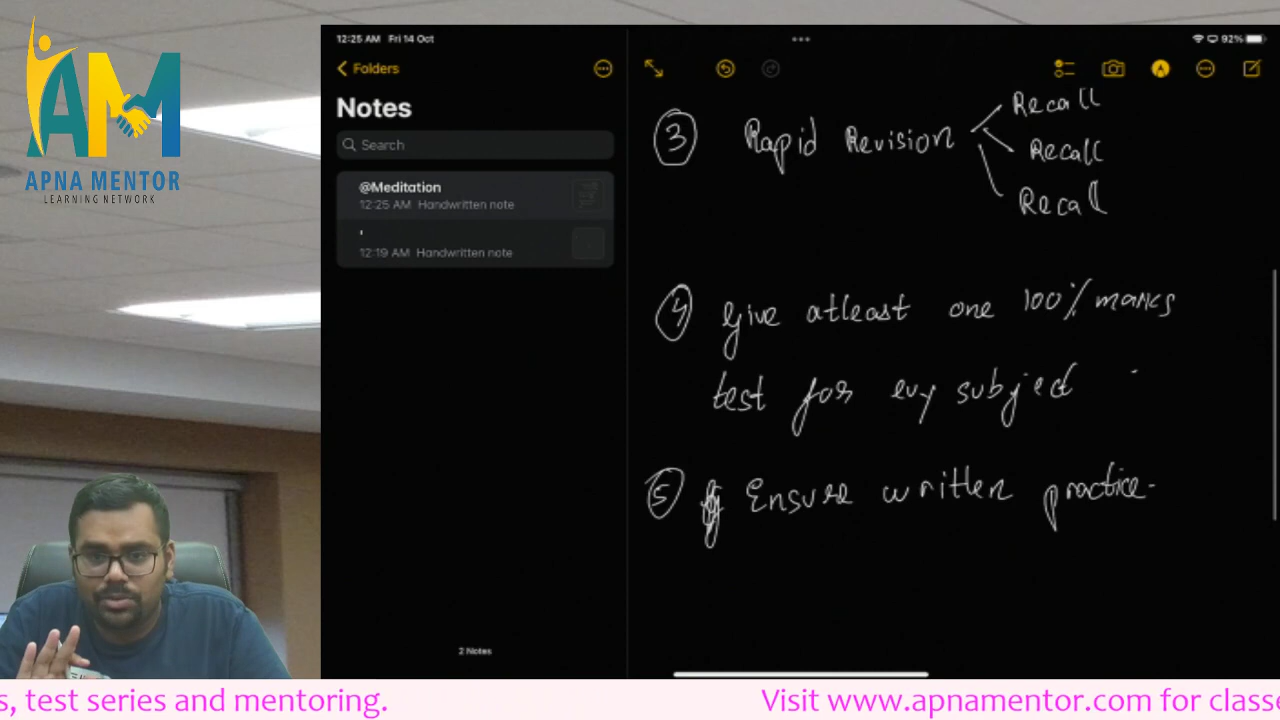 AM
APNA MENTOR
LEARNING NETWORK
12:25 AM Fri 14 Oct
92%
Folders
Notes
Search
@Meditation
12:25 AM Handwritten note
'
12:19 AM Handwritten note
2 Notes
3 Rapid Revision
Recall
Recall
Recall
4 Give atleast one 100% marks
test for evy subject
5 Ensure written practice.
s, test series and mentoring.
Visit www.apnamentor.com for classe